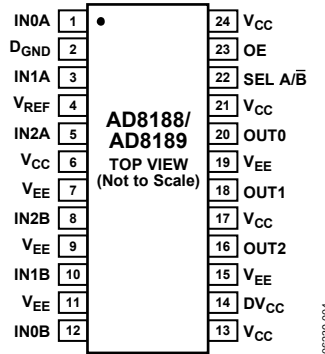 IN0A 1 24 VCC
DGND 2 23 OE
IN1A 3 22 SEL A/B̅
VREF 4 21 VCC
IN2A 5 20 OUT0
VCC 6 19 VEE
VEE 7 18 OUT1
IN2B 8 17 VCC
VEE 9 16 OUT2
IN1B 10 15 VEE
VEE 11 14 DVCC
IN0B 12 13 VCC
AD8188/
AD8189
TOP VIEW
(Not to Scale)